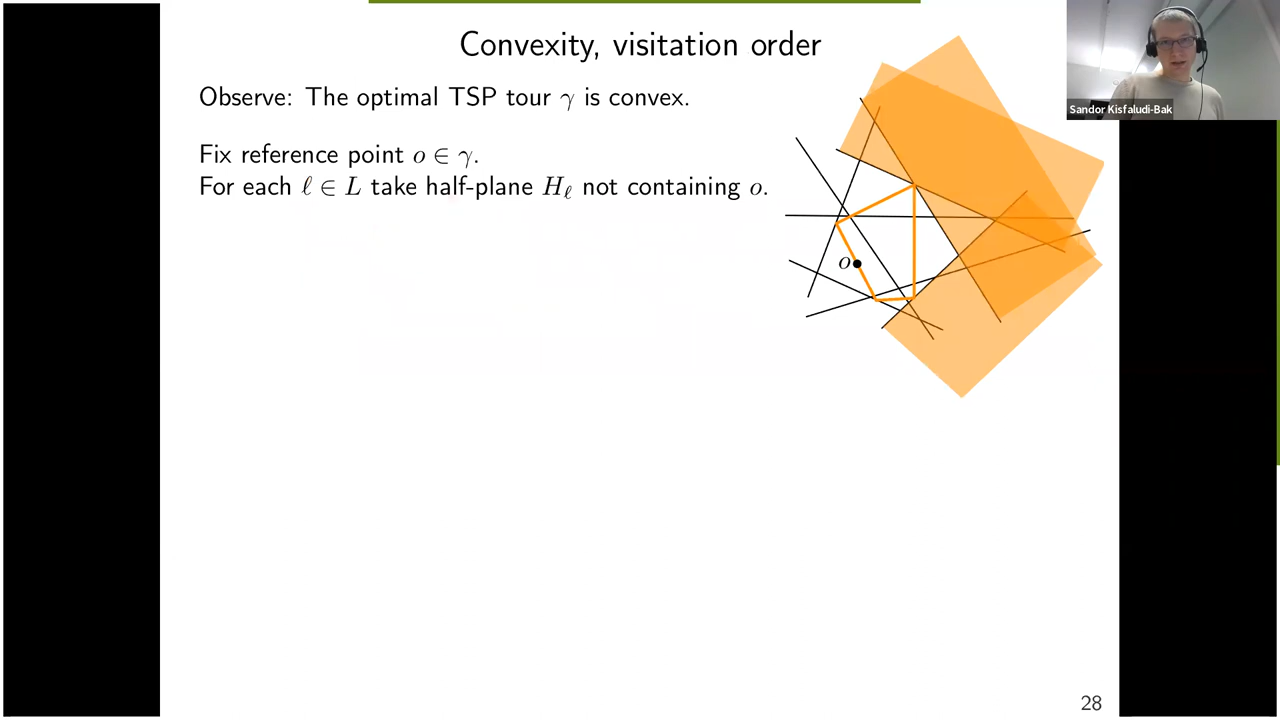 Convexity, visitation order
Observe: The optimal TSP tour γ is convex.
Fix reference point o ∈ γ.
For each ℓ ∈ L take half-plane H_ℓ not containing o.
o
Sandor Kisfaludi-Bak
28